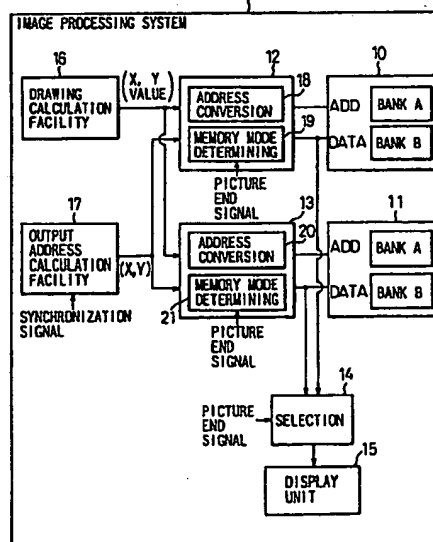 IMAGE PROCESSING SYSTEM
16
DRAWING
CALCULATION
FACILITY
(X, Y
VALUE)
12
ADDRESS
CONVERSION
18
MEMORY MODE
DETERMINING
19
PICTURE
END
SIGNAL
10
ADD
BANK A
DATA
BANK B
17
OUTPUT
ADDRESS
CALCULATION
FACILITY
(X,Y)
SYNCHRONIZATION
SIGNAL
13
ADDRESS
CONVERSION
20
MEMORY MODE
DETERMINING
21
PICTURE
END
SIGNAL
11
ADD
BANK A
DATA
BANK B
14
PICTURE
END
SIGNAL
SELECTION
15
DISPLAY
UNIT